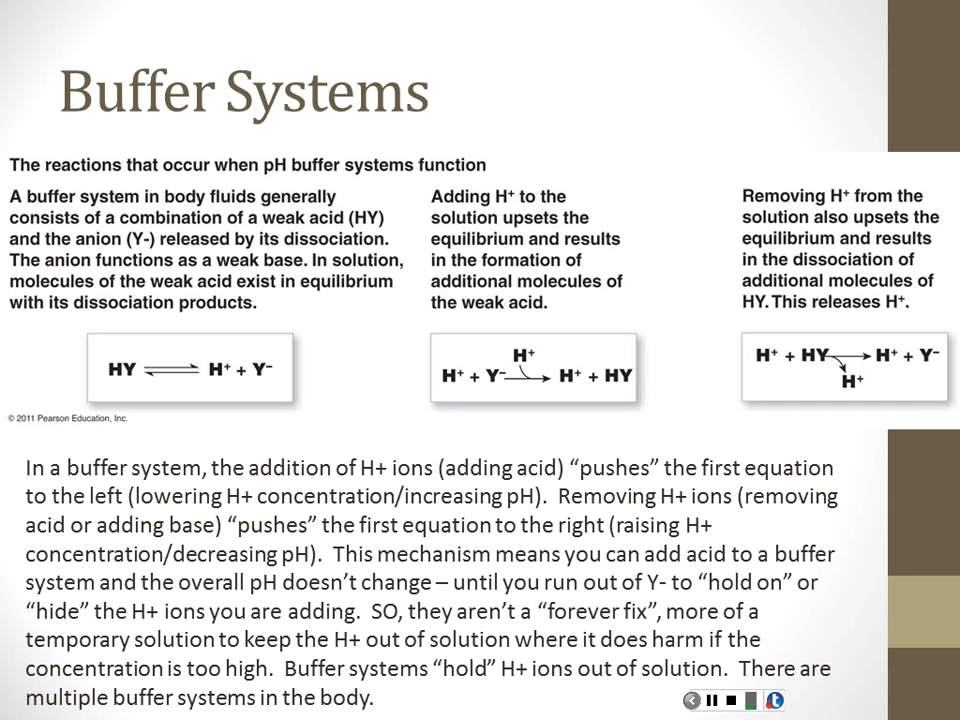 Buffer Systems
The reactions that occur when pH buffer systems function
A buffer system in body fluids generally
consists of a combination of a weak acid (HY)
and the anion (Y-) released by its dissociation.
The anion functions as a weak base. In solution,
molecules of the weak acid exist in equilibrium
with its dissociation products.
HY ⇌ H⁺ + Y⁻
Adding H⁺ to the
solution upsets the
equilibrium and results
in the formation of
additional molecules of
the weak acid.
H⁺
H⁺ + Y⁻ → H⁺ + HY
Removing H⁺ from the
solution also upsets the
equilibrium and results
in the dissociation of
additional molecules of
HY. This releases H⁺.
H⁺ + HY → H⁺ + Y⁻
H⁺
© 2011 Pearson Education, Inc.
In a buffer system, the addition of H+ ions (adding acid) “pushes” the first equation
to the left (lowering H+ concentration/increasing pH).  Removing H+ ions (removing
acid or adding base) “pushes” the first equation to the right (raising H+
concentration/decreasing pH).  This mechanism means you can add acid to a buffer
system and the overall pH doesn’t change – until you run out of Y- to “hold on” or
“hide” the H+ ions you are adding.  SO, they aren’t a “forever fix”, more of a
temporary solution to keep the H+ out of solution where it does harm if the
concentration is too high.  Buffer systems “hold” H+ ions out of solution.  There are
multiple buffer systems in the body.